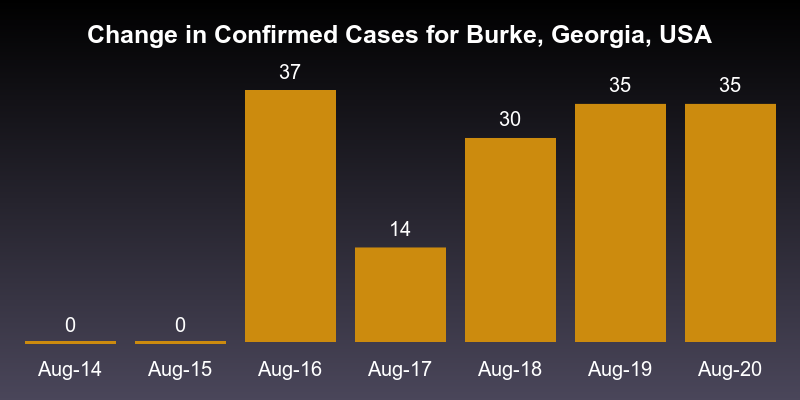 Change in Confirmed Cases for Burke, Georgia, USA
37
35
35
30
14
0
0
Aug-14
Aug-15
Aug-16
Aug-17
Aug-18
Aug-19
Aug-20